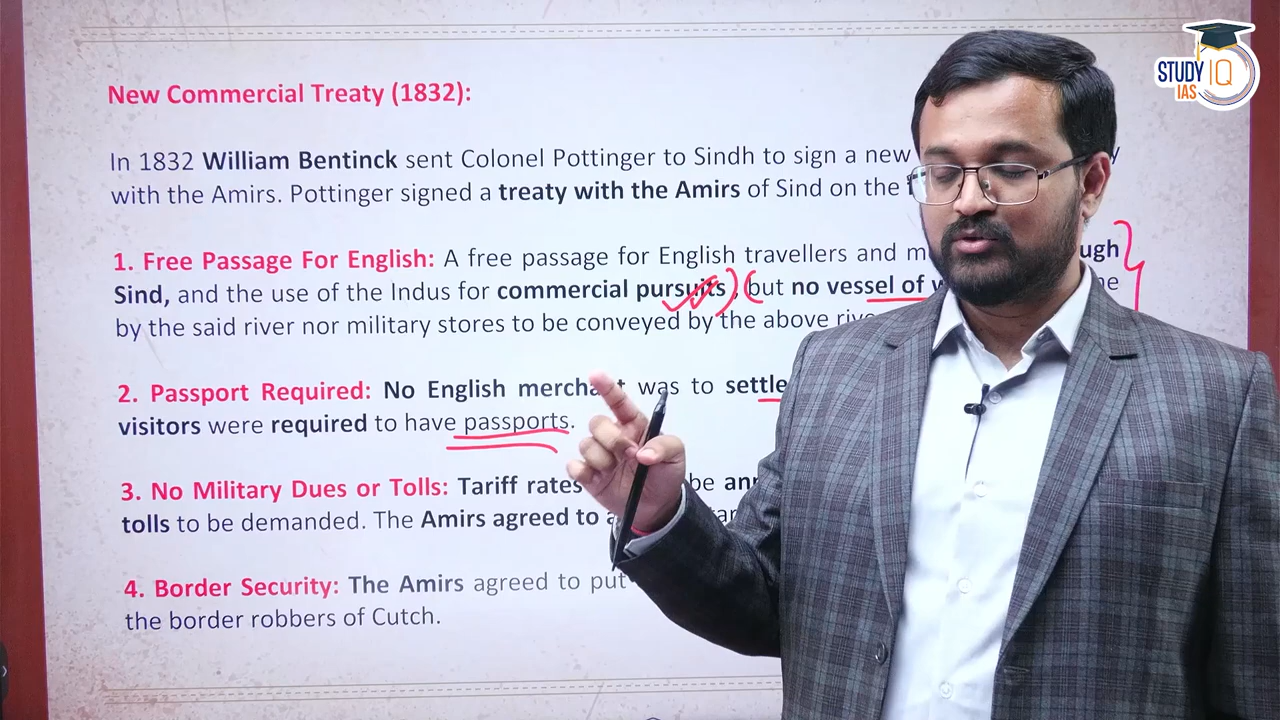 STUDY IQ
IAS
New Commercial Treaty (1832):
In 1832 William Bentinck sent Colonel Pottinger to Sindh to sign a new
with the Amirs. Pottinger signed a treaty with the Amirs of Sind on the
1. Free Passage For English: A free passage for English travellers and
Sind, and the use of the Indus for commercial pursuits, but no vessel of
by the said river nor military stores to be conveyed by the above
2. Passport Required: No English was to settle
visitors were required to have passports.
3. No Military Dues or Tolls: Tariff rates be
tolls to be demanded. The Amirs agreed to
4. Border Security: The Amirs agreed to put
the border robbers of Cutch.